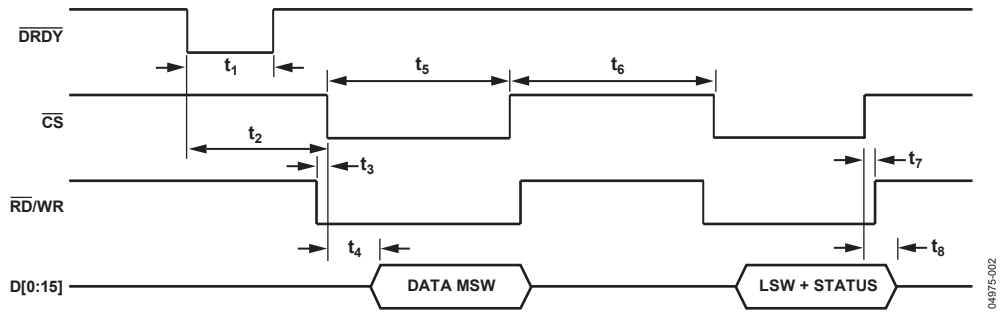 DRDY
t1
t5
t6
CS
t2
t3
t7
RD/WR
t4
t8
D[0:15]
DATA MSW
LSW + STATUS
04975-002